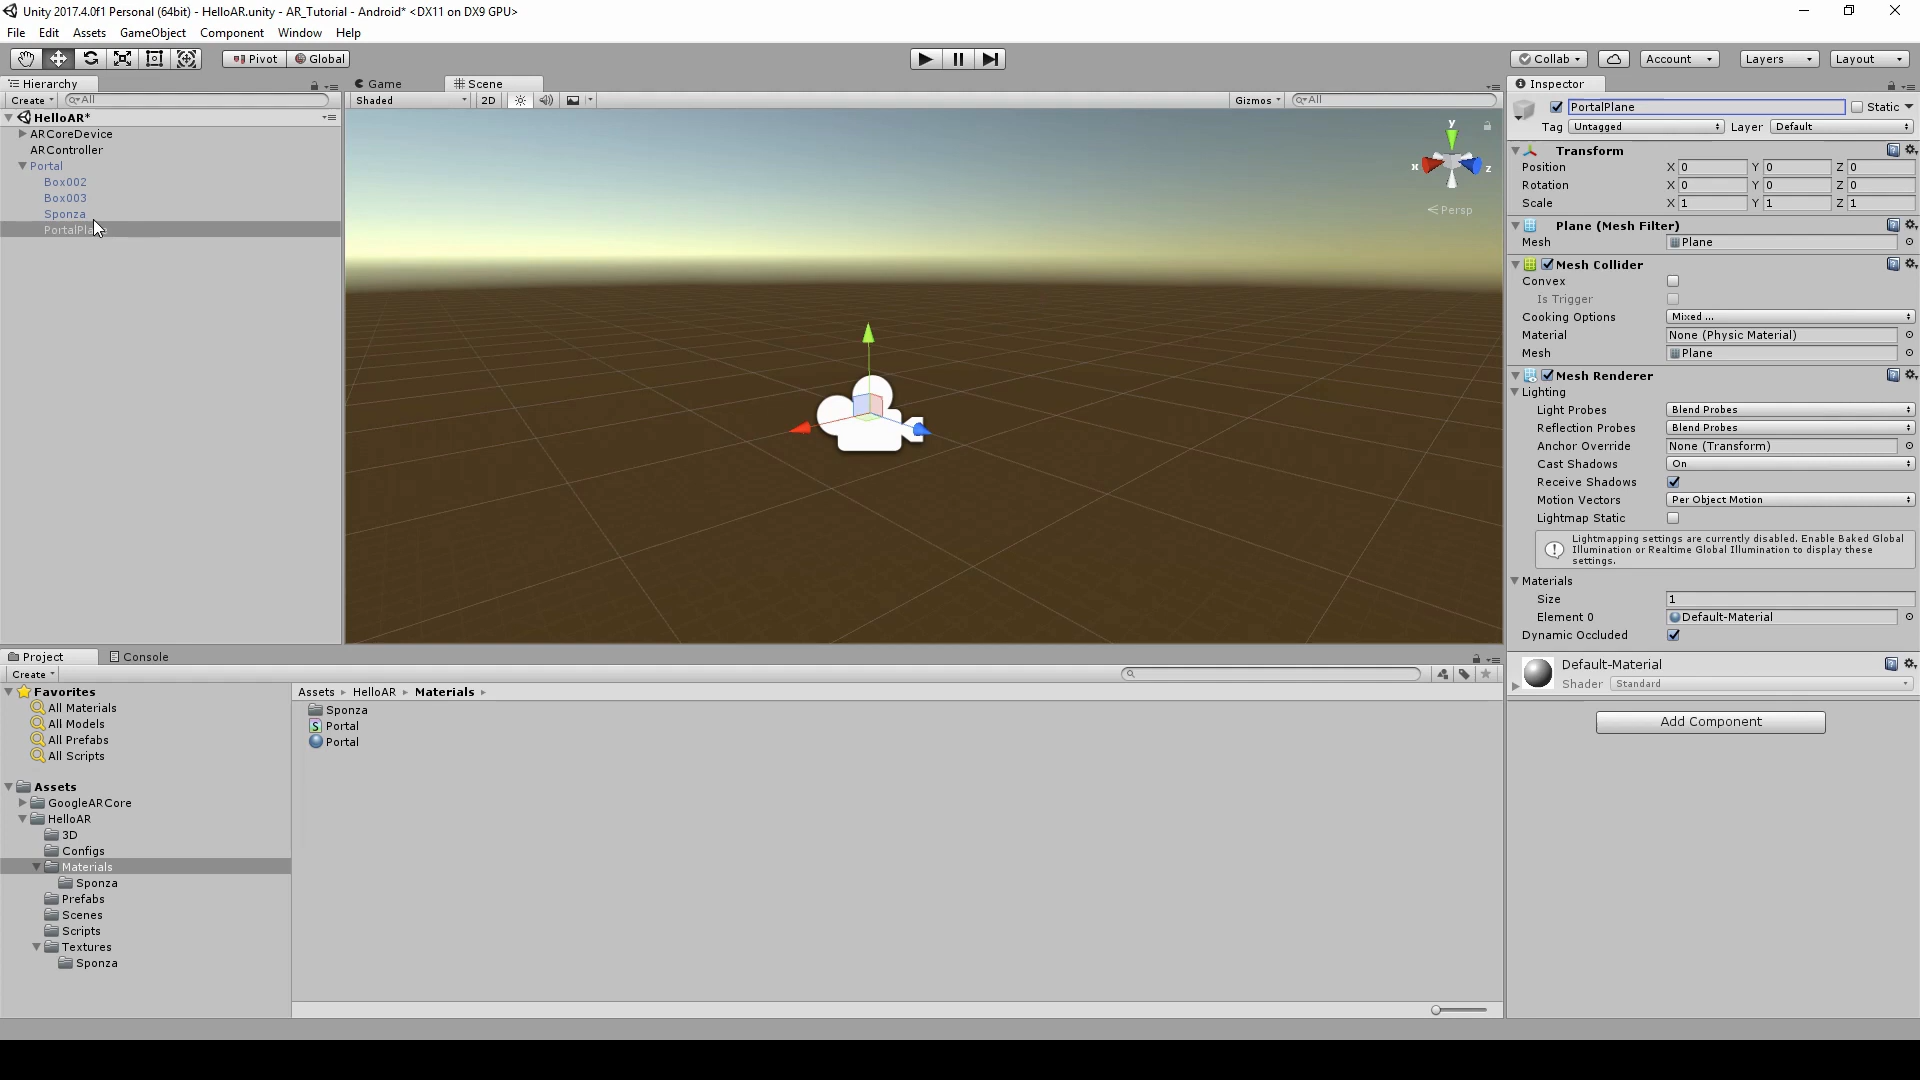 Unity 2017.4.0f1 Personal (64bit) - HelloAR.unity - AR_Tutorial - Android* <DX11 on DX9 GPU>
File Edit Assets GameObject Component Window Help
Pivot Global Collab Account Layers Layout
Hierarchy
Create All
HelloAR*
ARCoreDevice
ARController
Portal
Box002
Box003
Sponza
Game Scene
Shaded 2D Gizmos All
y
x z
Persp
Inspector
PortalPlane Static
Tag Untagged Layer Default
Transform
Position X 0 Y 0 Z 0
Rotation X 0 Y 0 Z 0
Scale X 1 Y 1 Z 1
Plane (Mesh Filter)
Mesh Plane
Mesh Collider
Convex
Is Trigger
Cooking Options Mixed ...
Material None (Physic Material)
Mesh Plane
Mesh Renderer
Lighting
Light Probes Blend Probes
Reflection Probes Blend Probes
Anchor Override None (Transform)
Cast Shadows On
Receive Shadows
Motion Vectors Per Object Motion
Lightmap Static
Lightmapping settings are currently disabled. Enable Baked Global
Illumination or Realtime Global Illumination to display these
settings.
Materials
Size 1
Element 0 Default-Material
Dynamic Occluded
Default-Material
Shader Standard
Add Component
Project Console
Create
Favorites
All Materials
All Models
All Prefabs
All Scripts
Assets
GoogleARCore
HelloAR
3D
Configs
Materials
Sponza
Prefabs
Scenes
Scripts
Textures
Sponza
Assets HelloAR Materials
Sponza
Portal
Portal